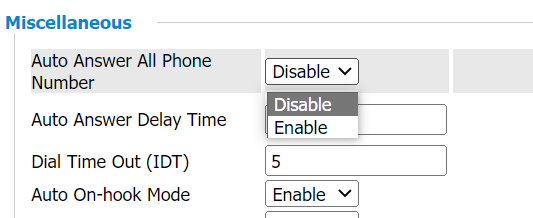 Miscellaneous
Auto Answer All Phone
Number
Disable
Disable
Enable
Auto Answer Delay Time
Dial Time Out (IDT)
5
Auto On-hook Mode
Enable